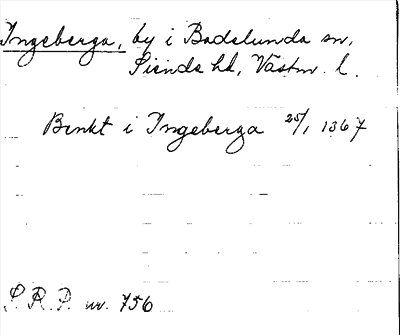 Ingeberga, by i Badelunda sn,
Siende hd, Västm. l.
Benkt i Ingeberga 25/1 1367
S. R. P. nr. 756